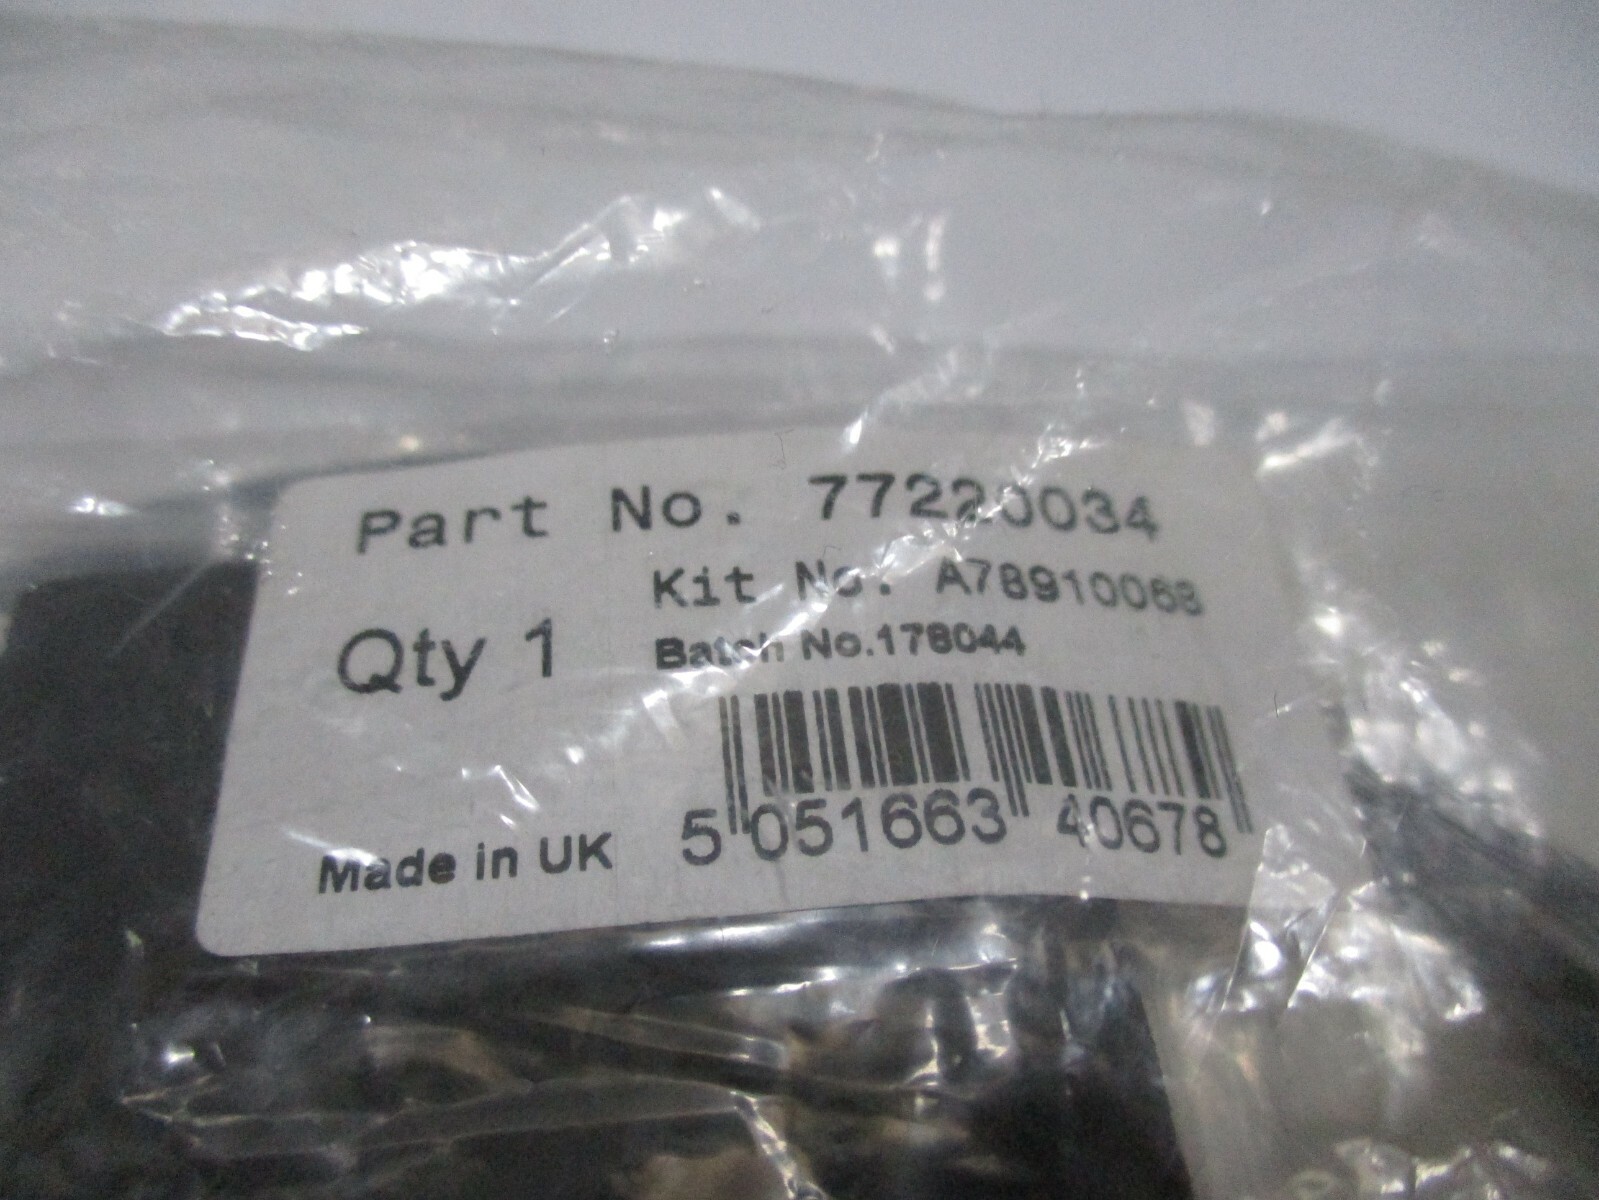 Part No. 77220034
Kit No. A78910068
Qty 1
Batch No.178044
5 051663 40678
Made in UK